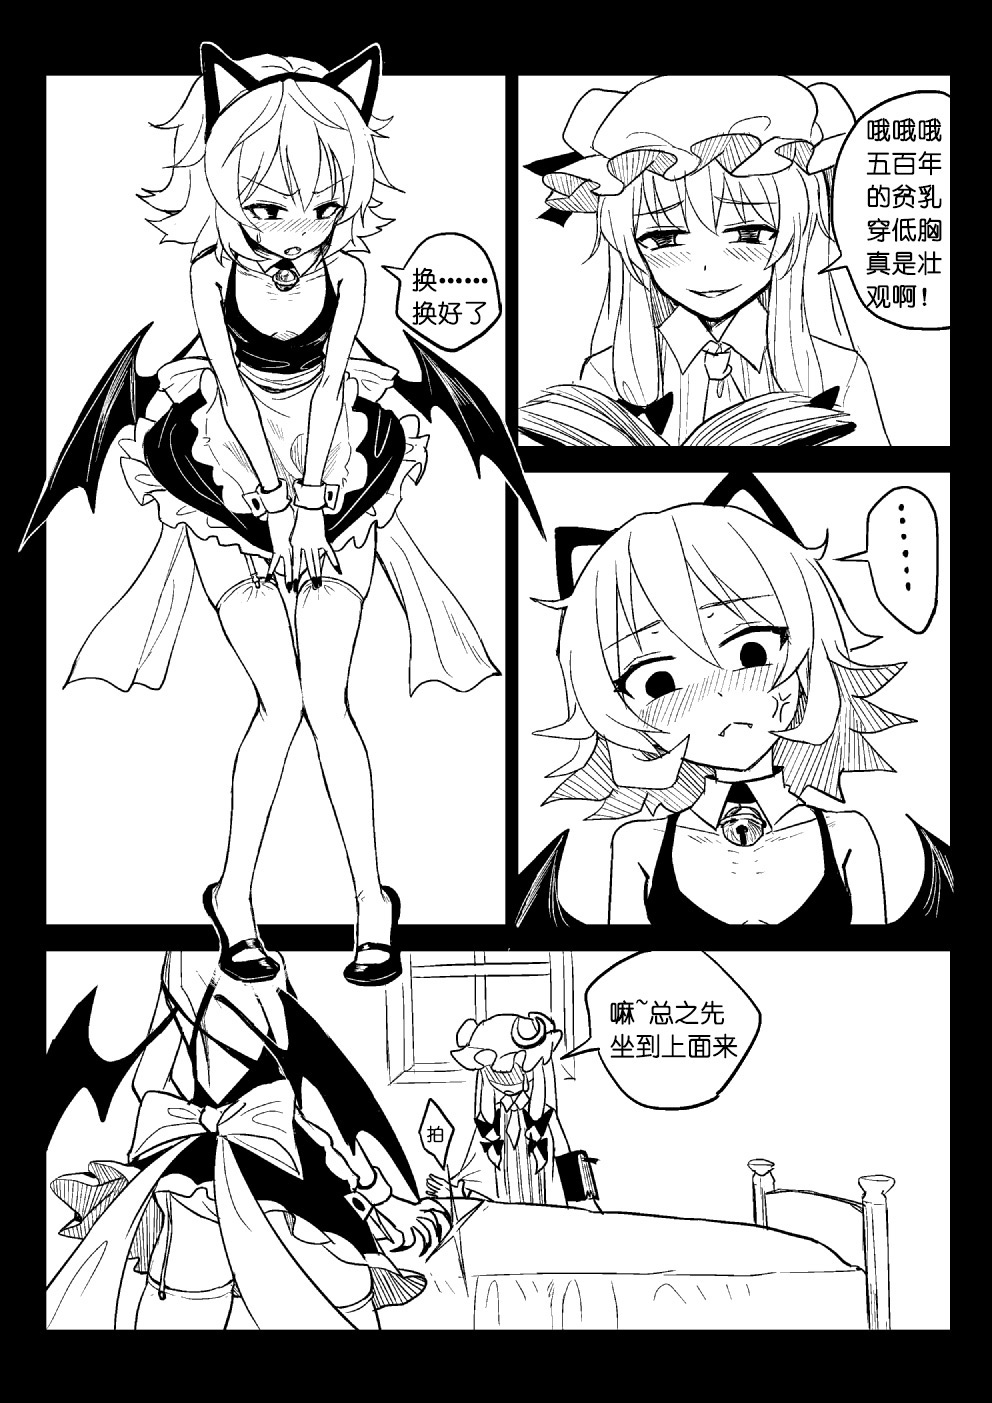 换……
换好了
哦哦哦
五百年
的贫乳
穿低胸
真是壮
观啊！
……
嘛~总之先
坐到上面来
拍